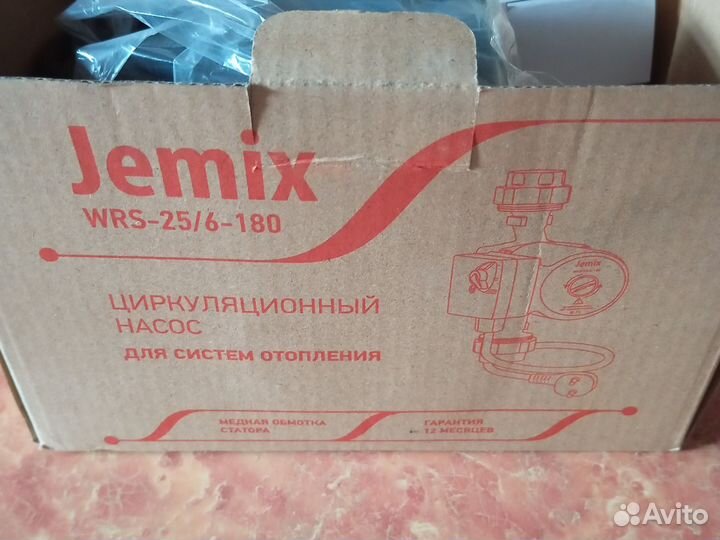 Jemix
WRS-25/6-180
ЦИРКУЛЯЦИОННЫЙ
НАСОС
ДЛЯ СИСТЕМ ОТОПЛЕНИЯ
Jemix
МЕДНАЯ ОБМОТКА
СТАТОРА
ГАРАНТИЯ
12 МЕСЯЦЕВ
Avito